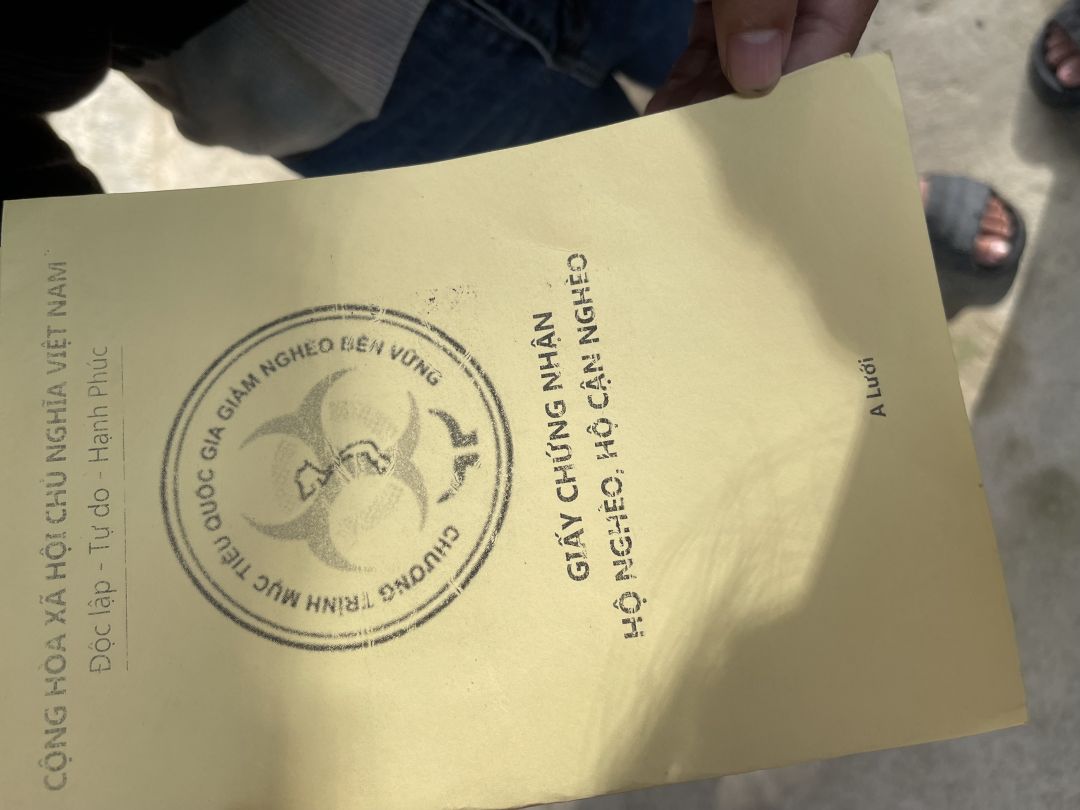 CỘNG HÒA XÃ HỘI CHỦ NGHĨA VIỆT NAM
Độc lập - Tự do - Hạnh Phúc
CHƯƠNG TRÌNH MỤC TIÊU QUỐC GIA GIẢM NGHÈO BỀN VỮNG
GIẤY CHỨNG NHẬN
HỘ NGHÈO, HỘ CẬN NGHÈO
A Lưới